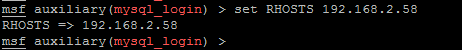 msf auxiliary(mysql_login) > set RHOSTS 192.168.2.58
RHOSTS => 192.168.2.58
msf auxiliary(mysql_login) >